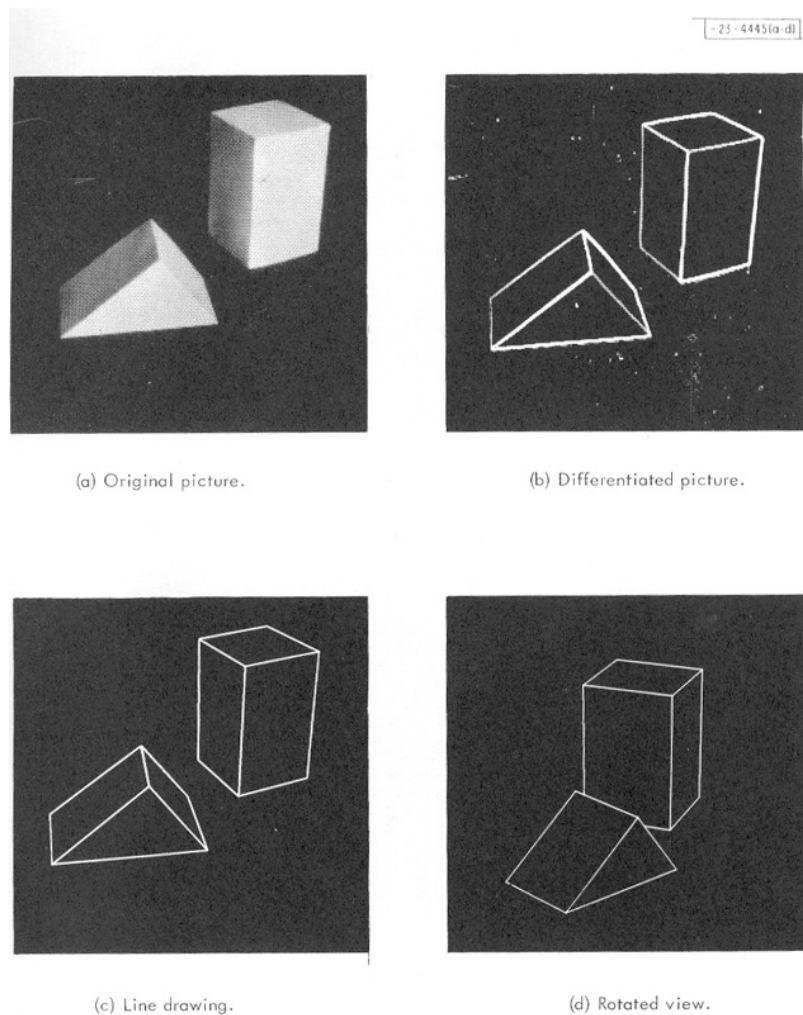 -23-4445(a-d)
(a) Original picture.
(b) Differentiated picture.
(c) Line drawing.
(d) Rotated view.